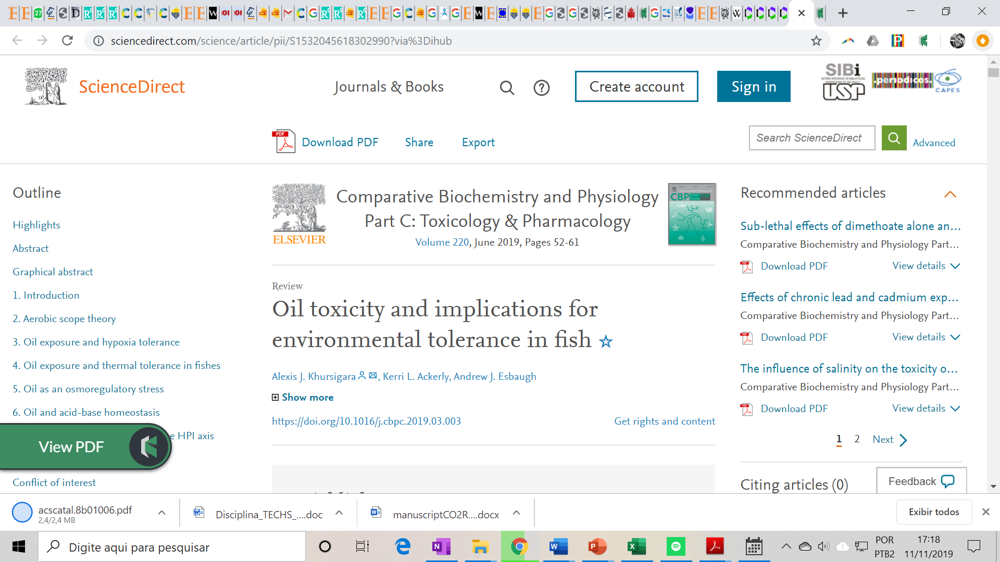 sciencedirect.com/science/article/pii/S1532045618302990?via%3Dihub
ScienceDirect
Journals & Books
Create account
Sign in
SIBi
USP
.periodicos.
CAPES
Download PDF
Share
Export
Search ScienceDirect
Advanced
Outline
Highlights
Abstract
Graphical abstract
1. Introduction
2. Aerobic scope theory
3. Oil exposure and hypoxia tolerance
4. Oil exposure and thermal tolerance in fishes
5. Oil as an osmoregulatory stress
6. Oil and acid-base homeostasis
e HPI axis
View PDF
Conflict of interest
ELSEVIER
Comparative Biochemistry and Physiology
Part C: Toxicology & Pharmacology
Volume 220, June 2019, Pages 52-61
CBP
Review
Oil toxicity and implications for
environmental tolerance in fish
Alexis J. Khursigara, Kerri L. Ackerly, Andrew J. Esbaugh
Show more
https://doi.org/10.1016/j.cbpc.2019.03.003
Get rights and content
Recommended articles
Sub-lethal effects of dimethoate alone an...
Comparative Biochemistry and Physiology Part...
Download PDF
View details
Effects of chronic lead and cadmium exp...
Comparative Biochemistry and Physiology Part...
Download PDF
View details
The influence of salinity on the toxicity o...
Comparative Biochemistry and Physiology Part...
Download PDF
View details
1 2 Next
Citing articles (0)
Feedback
acscatal.8b01006.pdf
2,4/2,4 MB
Disciplina_TECHS_....doc
manuscriptCO2R....docx
Exibir todos
Digite aqui para pesquisar
POR
PTB2
17:18
11/11/2019